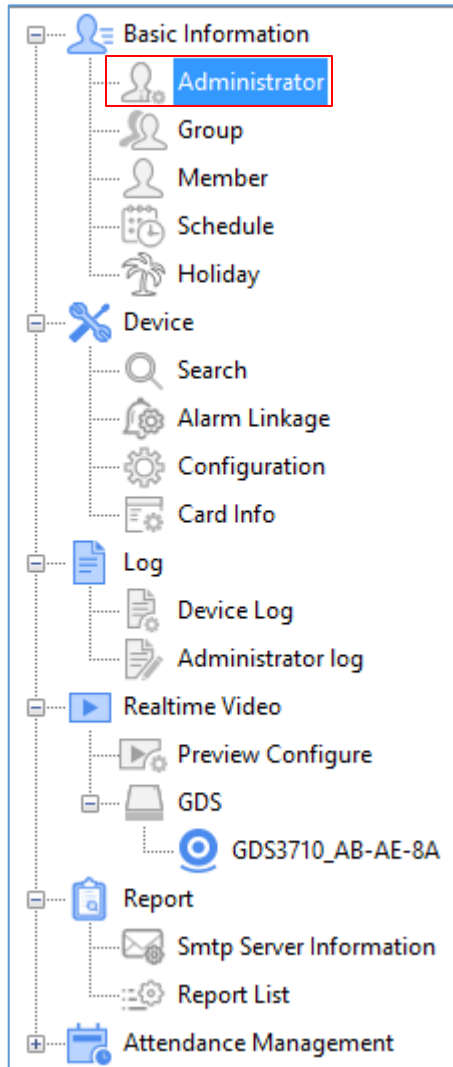 Basic Information
Administrator
Group
Member
Schedule
Holiday
Device
Search
Alarm Linkage
Configuration
Card Info
Log
Device Log
Administrator log
Realtime Video
Preview Configure
GDS
GDS3710_AB-AE-8A
Report
Smtp Server Information
Report List
Attendance Management